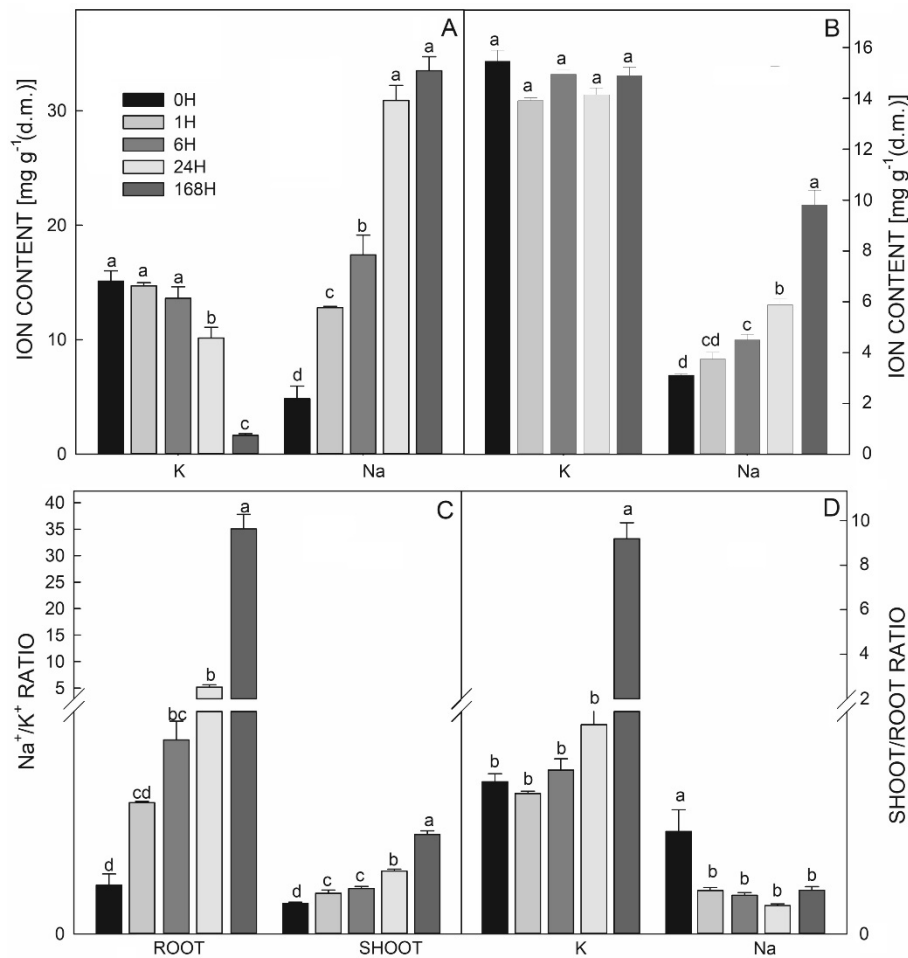 A
B
0H
1H
6H
24H
168H
ION CONTENT [mg g⁻¹(d.m.)]
30
20
10
0
a a a b c
d c b a a
K Na
a a a a a
d cd c b a
K Na
16
14
12
10
8
6
4
2
0
ION CONTENT [mg g⁻¹(d.m.)]
C
D
Na⁺/K⁺ RATIO
40
35
30
25
20
15
10
5
0
d cd bc b a
d c c b a
ROOT SHOOT
b b b b a
a b b b b
K Na
10
8
6
4
2
0
SHOOT/ROOT RATIO